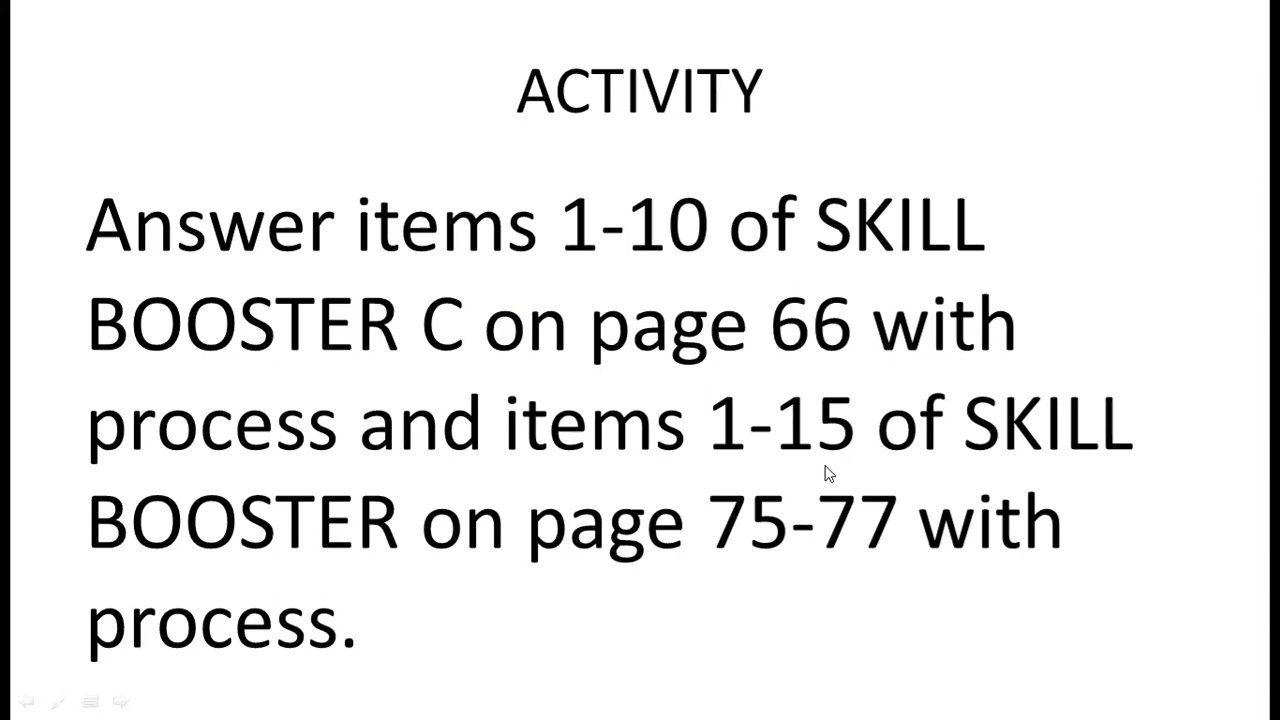 ACTIVITY
Answer items 1-10 of SKILL
BOOSTER C on page 66 with
process and items 1-15 of SKILL
BOOSTER on page 75-77 with
process.